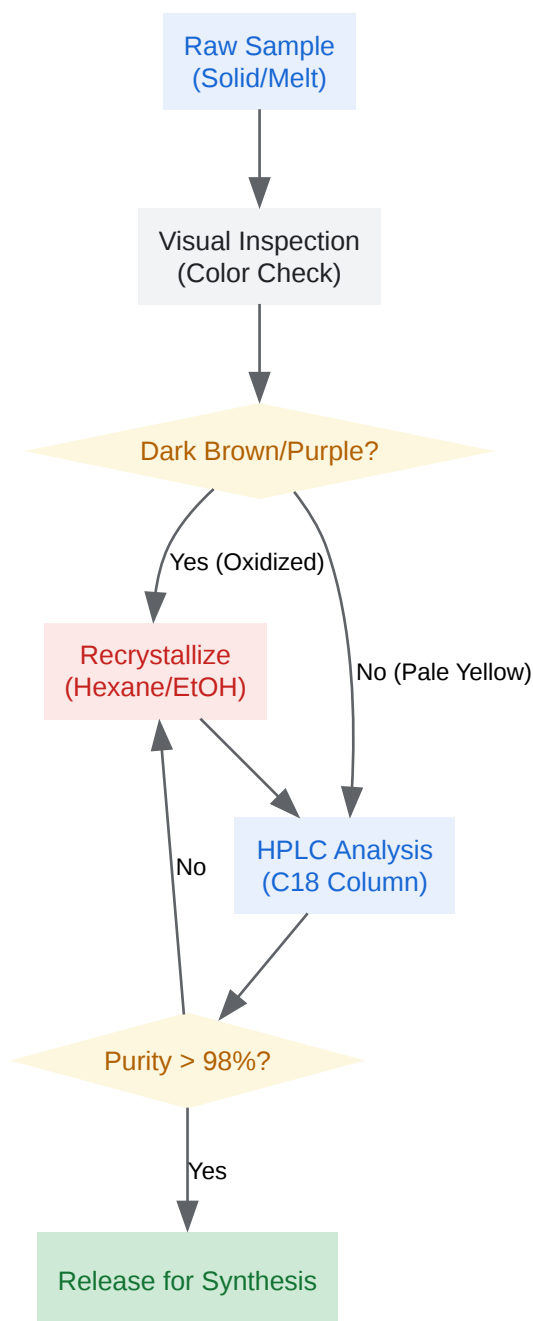 Raw Sample
(Solid/Melt)
Visual Inspection
(Color Check)
Dark Brown/Purple?
Yes (Oxidized)
Recrystallize
(Hexane/EtOH)
No (Pale Yellow)
HPLC Analysis
(C18 Column)
No
Purity > 98%?
Yes
Release for Synthesis